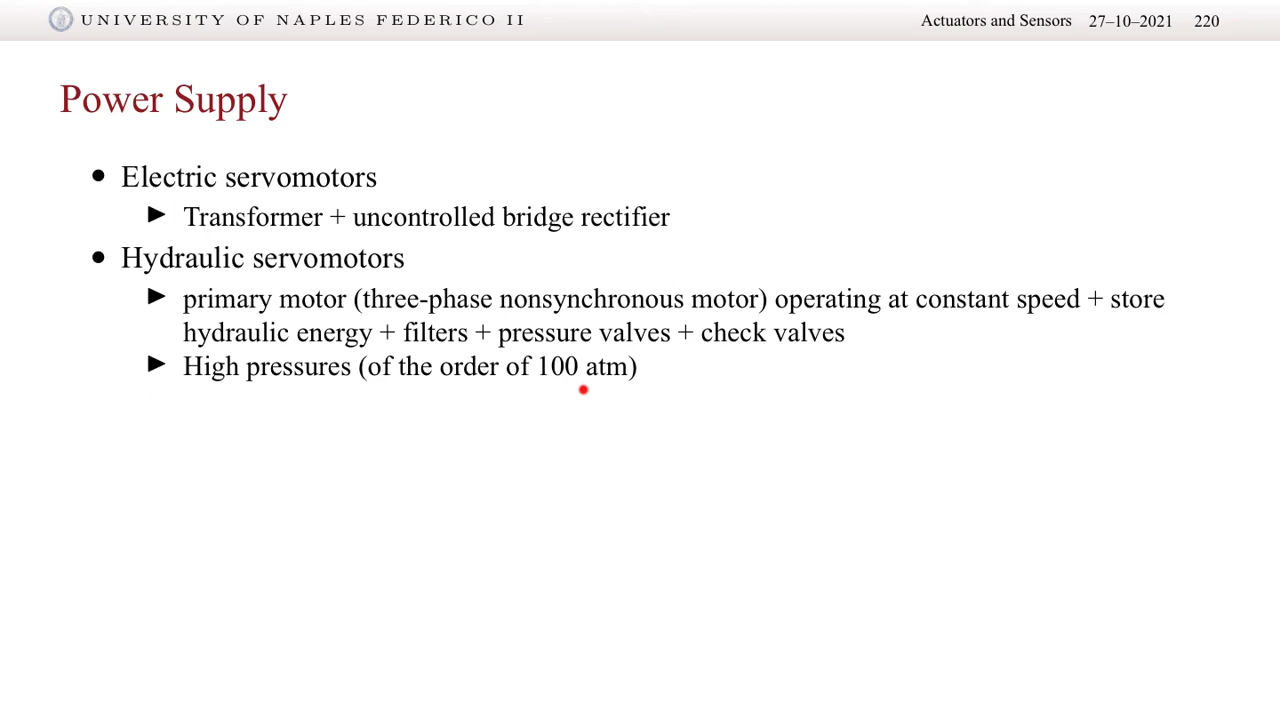 UNIVERSITY OF NAPLES FEDERICO II
Actuators and Sensors 27–10–2021 220
Power Supply
• Electric servomotors
► Transformer + uncontrolled bridge rectifier
• Hydraulic servomotors
► primary motor (three-phase nonsynchronous motor) operating at constant speed + store
hydraulic energy + filters + pressure valves + check valves
► High pressures (of the order of 100 atm)